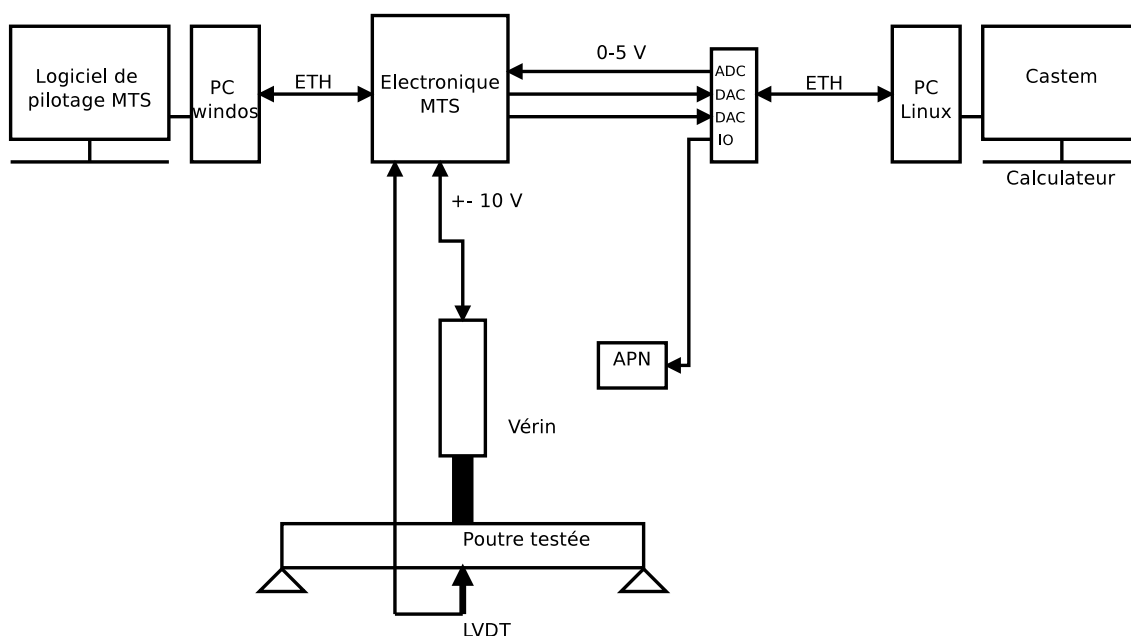 Logiciel de
pilotage MTS
PC
windos
ETH
Electronique
MTS
0-5 V
ADC
DAC
DAC
IO
ETH
PC
Linux
Castem
Calculateur
+- 10 V
APN
Vérin
Poutre testée
LVDT